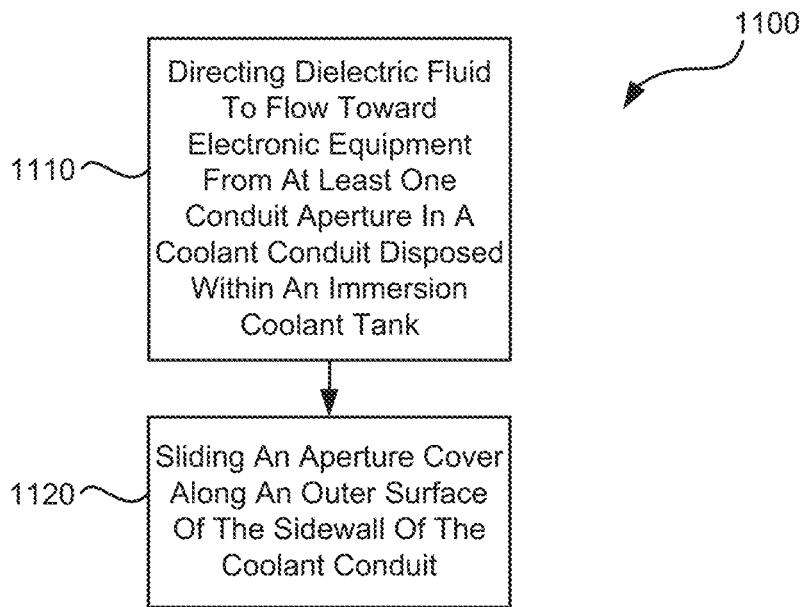 1100
Directing Dielectric Fluid
To Flow Toward
Electronic Equipment
From At Least One
Conduit Aperture In A
Coolant Conduit Disposed
Within An Immersion
Coolant Tank
1110
Sliding An Aperture Cover
Along An Outer Surface
Of The Sidewall Of The
Coolant Conduit
1120